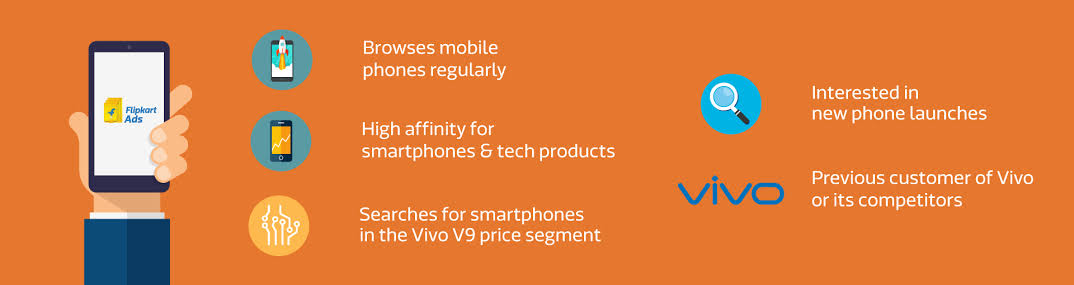 Flipkart
Ads
Browses mobile
phones regularly
High affinity for
smartphones & tech products
Searches for smartphones
in the Vivo V9 price segment
Interested in
new phone launches
vivo
Previous customer of Vivo
or its competitors